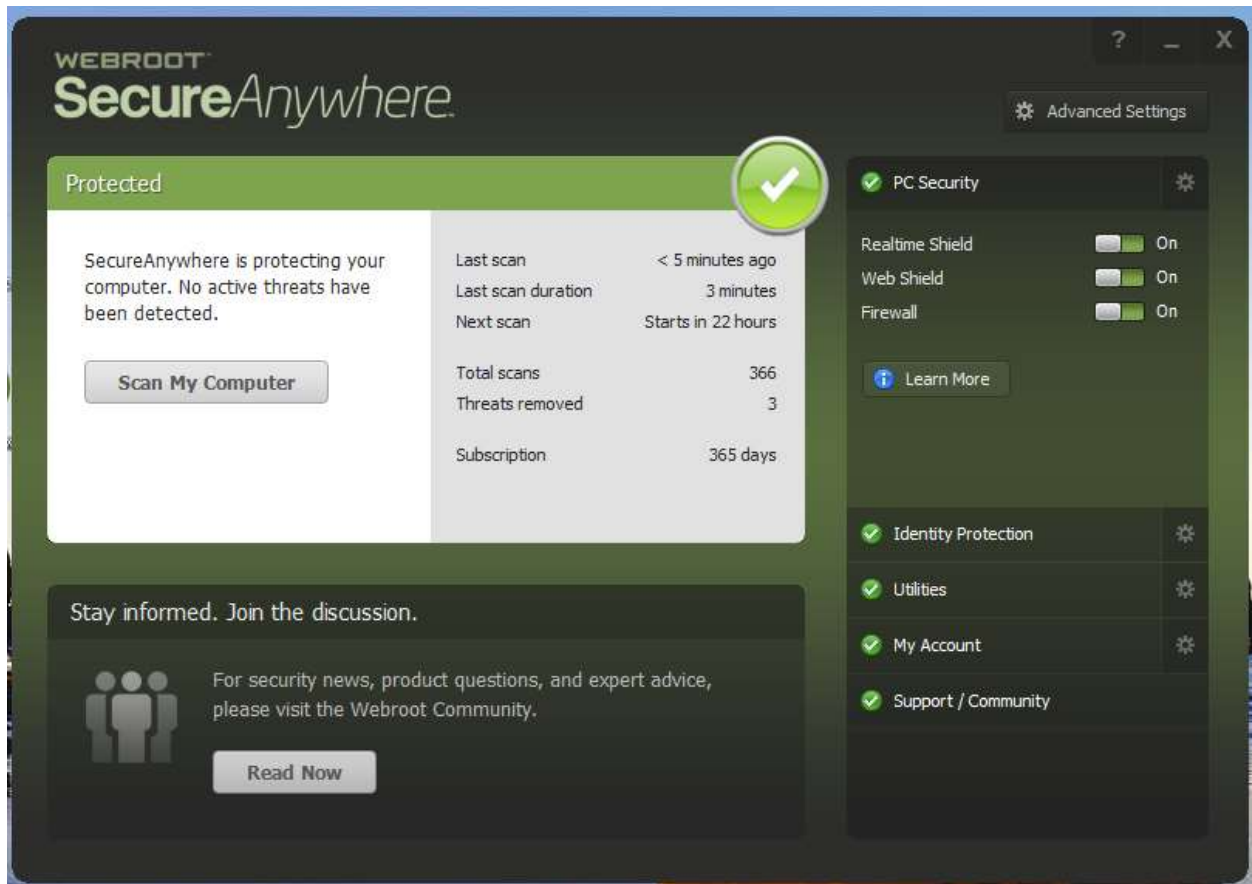 ? _ X
WEBROOT
SecureAnywhere
Advanced Settings
Protected
SecureAnywhere is protecting your
computer. No active threats have
been detected.
Scan My Computer
Last scan < 5 minutes ago
Last scan duration 3 minutes
Next scan Starts in 22 hours
Total scans 366
Threats removed 3
Subscription 365 days
Stay informed. Join the discussion.
For security news, product questions, and expert advice,
please visit the Webroot Community.
Read Now
PC Security
Realtime Shield On
Web Shield On
Firewall On
Learn More
Identity Protection
Utilities
My Account
Support / Community